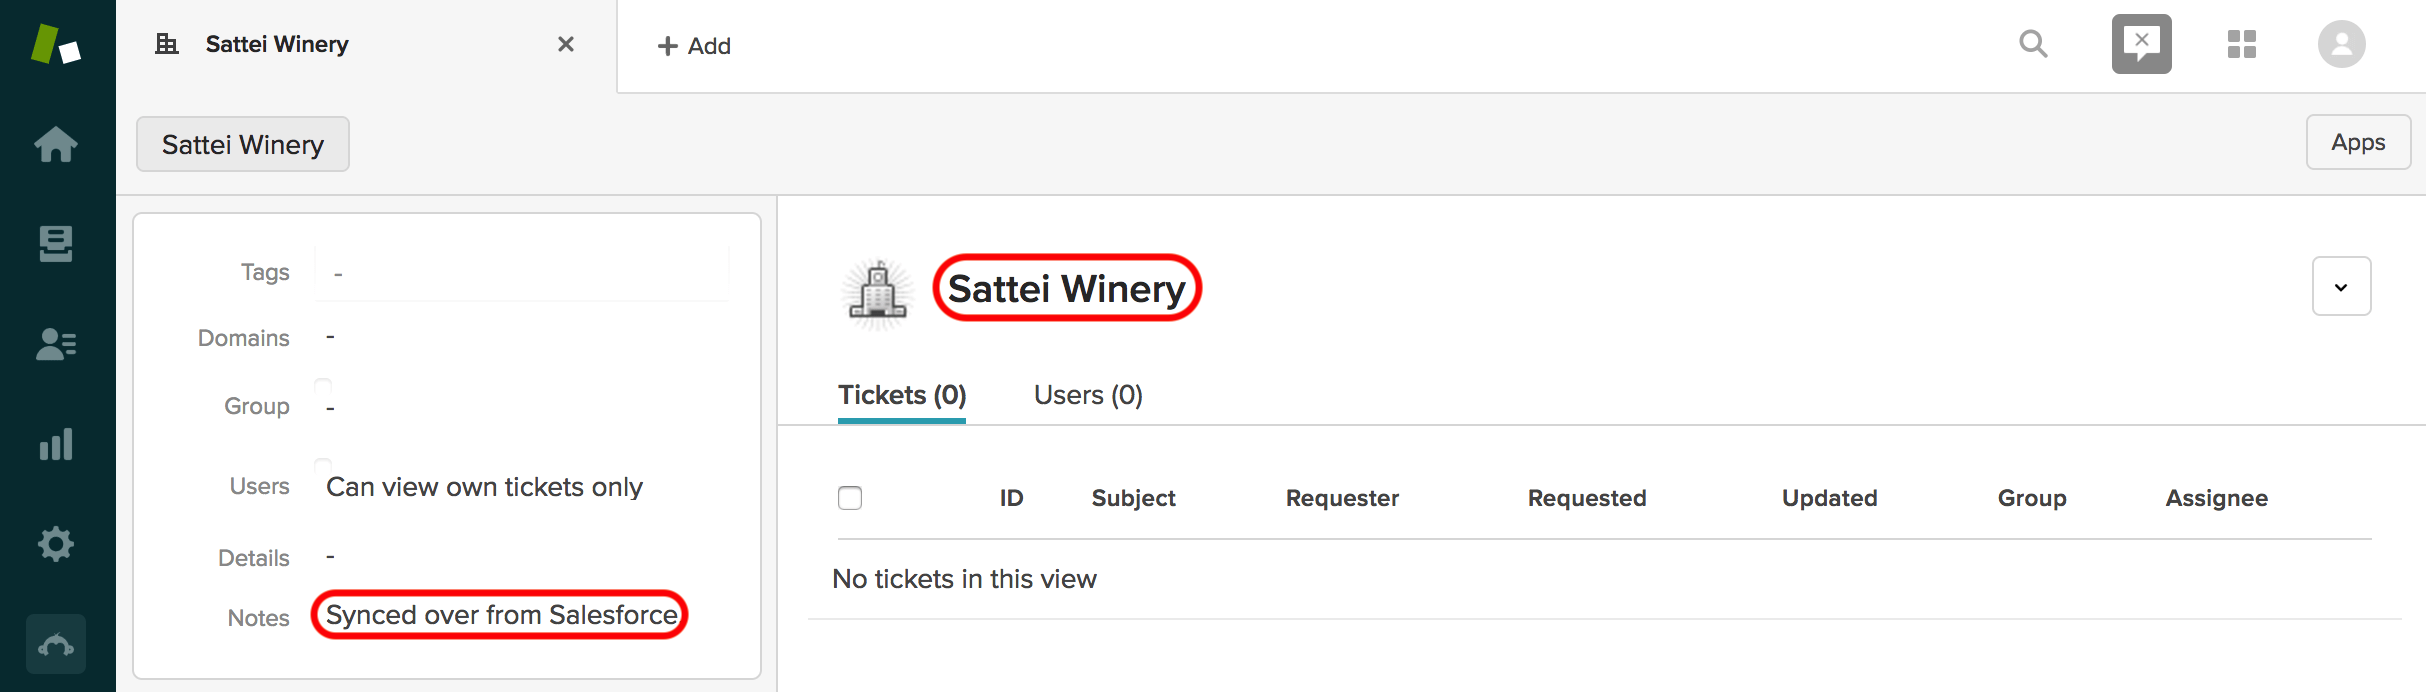 Sattei Winery
+ Add
Sattei Winery
Apps
Tags -
Domains -
Group -
Users Can view own tickets only
Details -
Notes Synced over from Salesforce
Sattei Winery
Tickets (0) Users (0)
ID Subject Requester Requested Updated Group Assignee
No tickets in this view